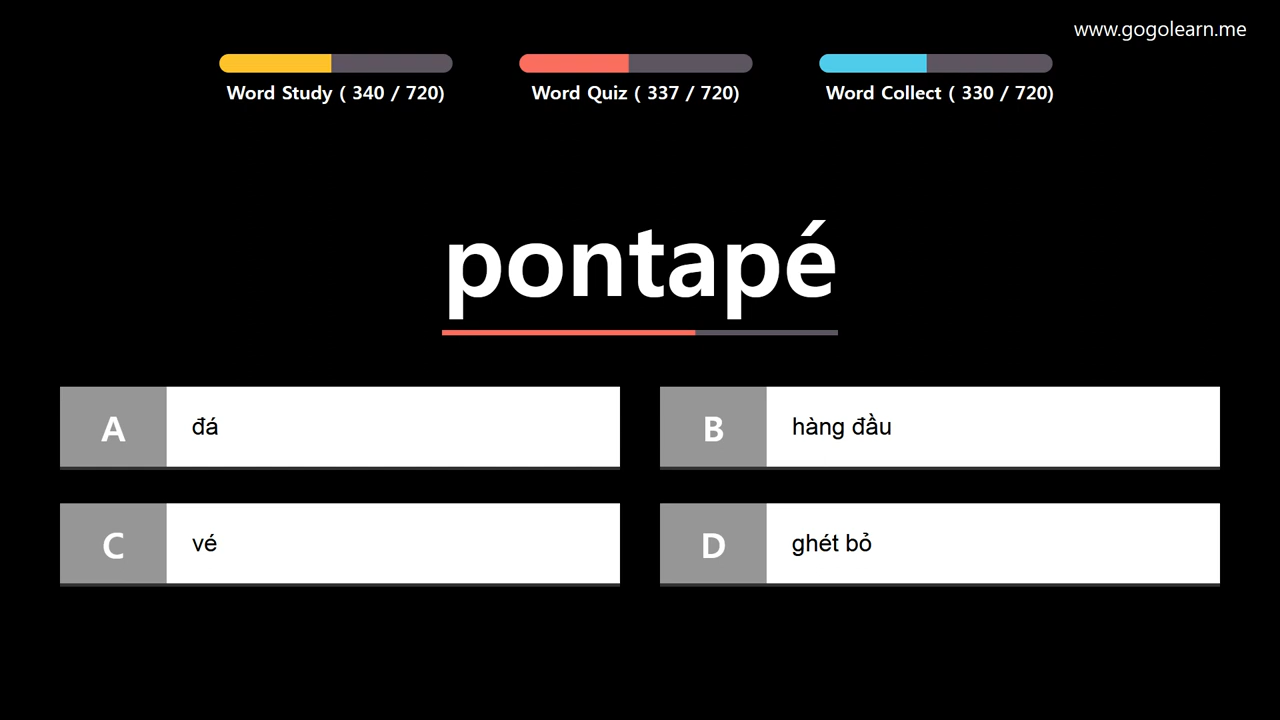 www.gogolearn.me
Word Study ( 340 / 720)
Word Quiz ( 337 / 720)
Word Collect ( 330 / 720)
pontapé
A
đá
B
hàng đầu
C
vé
D
ghét bỏ